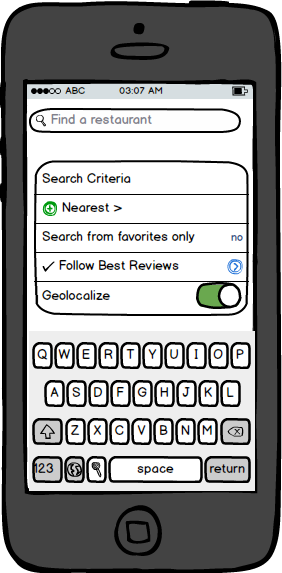 ABC 03:07 AM
Find a restaurant
Search Criteria
Nearest >
Search from favorites only no
Follow Best Reviews
Geolocalize
Q W E R T Y U I O P
A S D F G H J K L
Z X C V B N M
123 space return